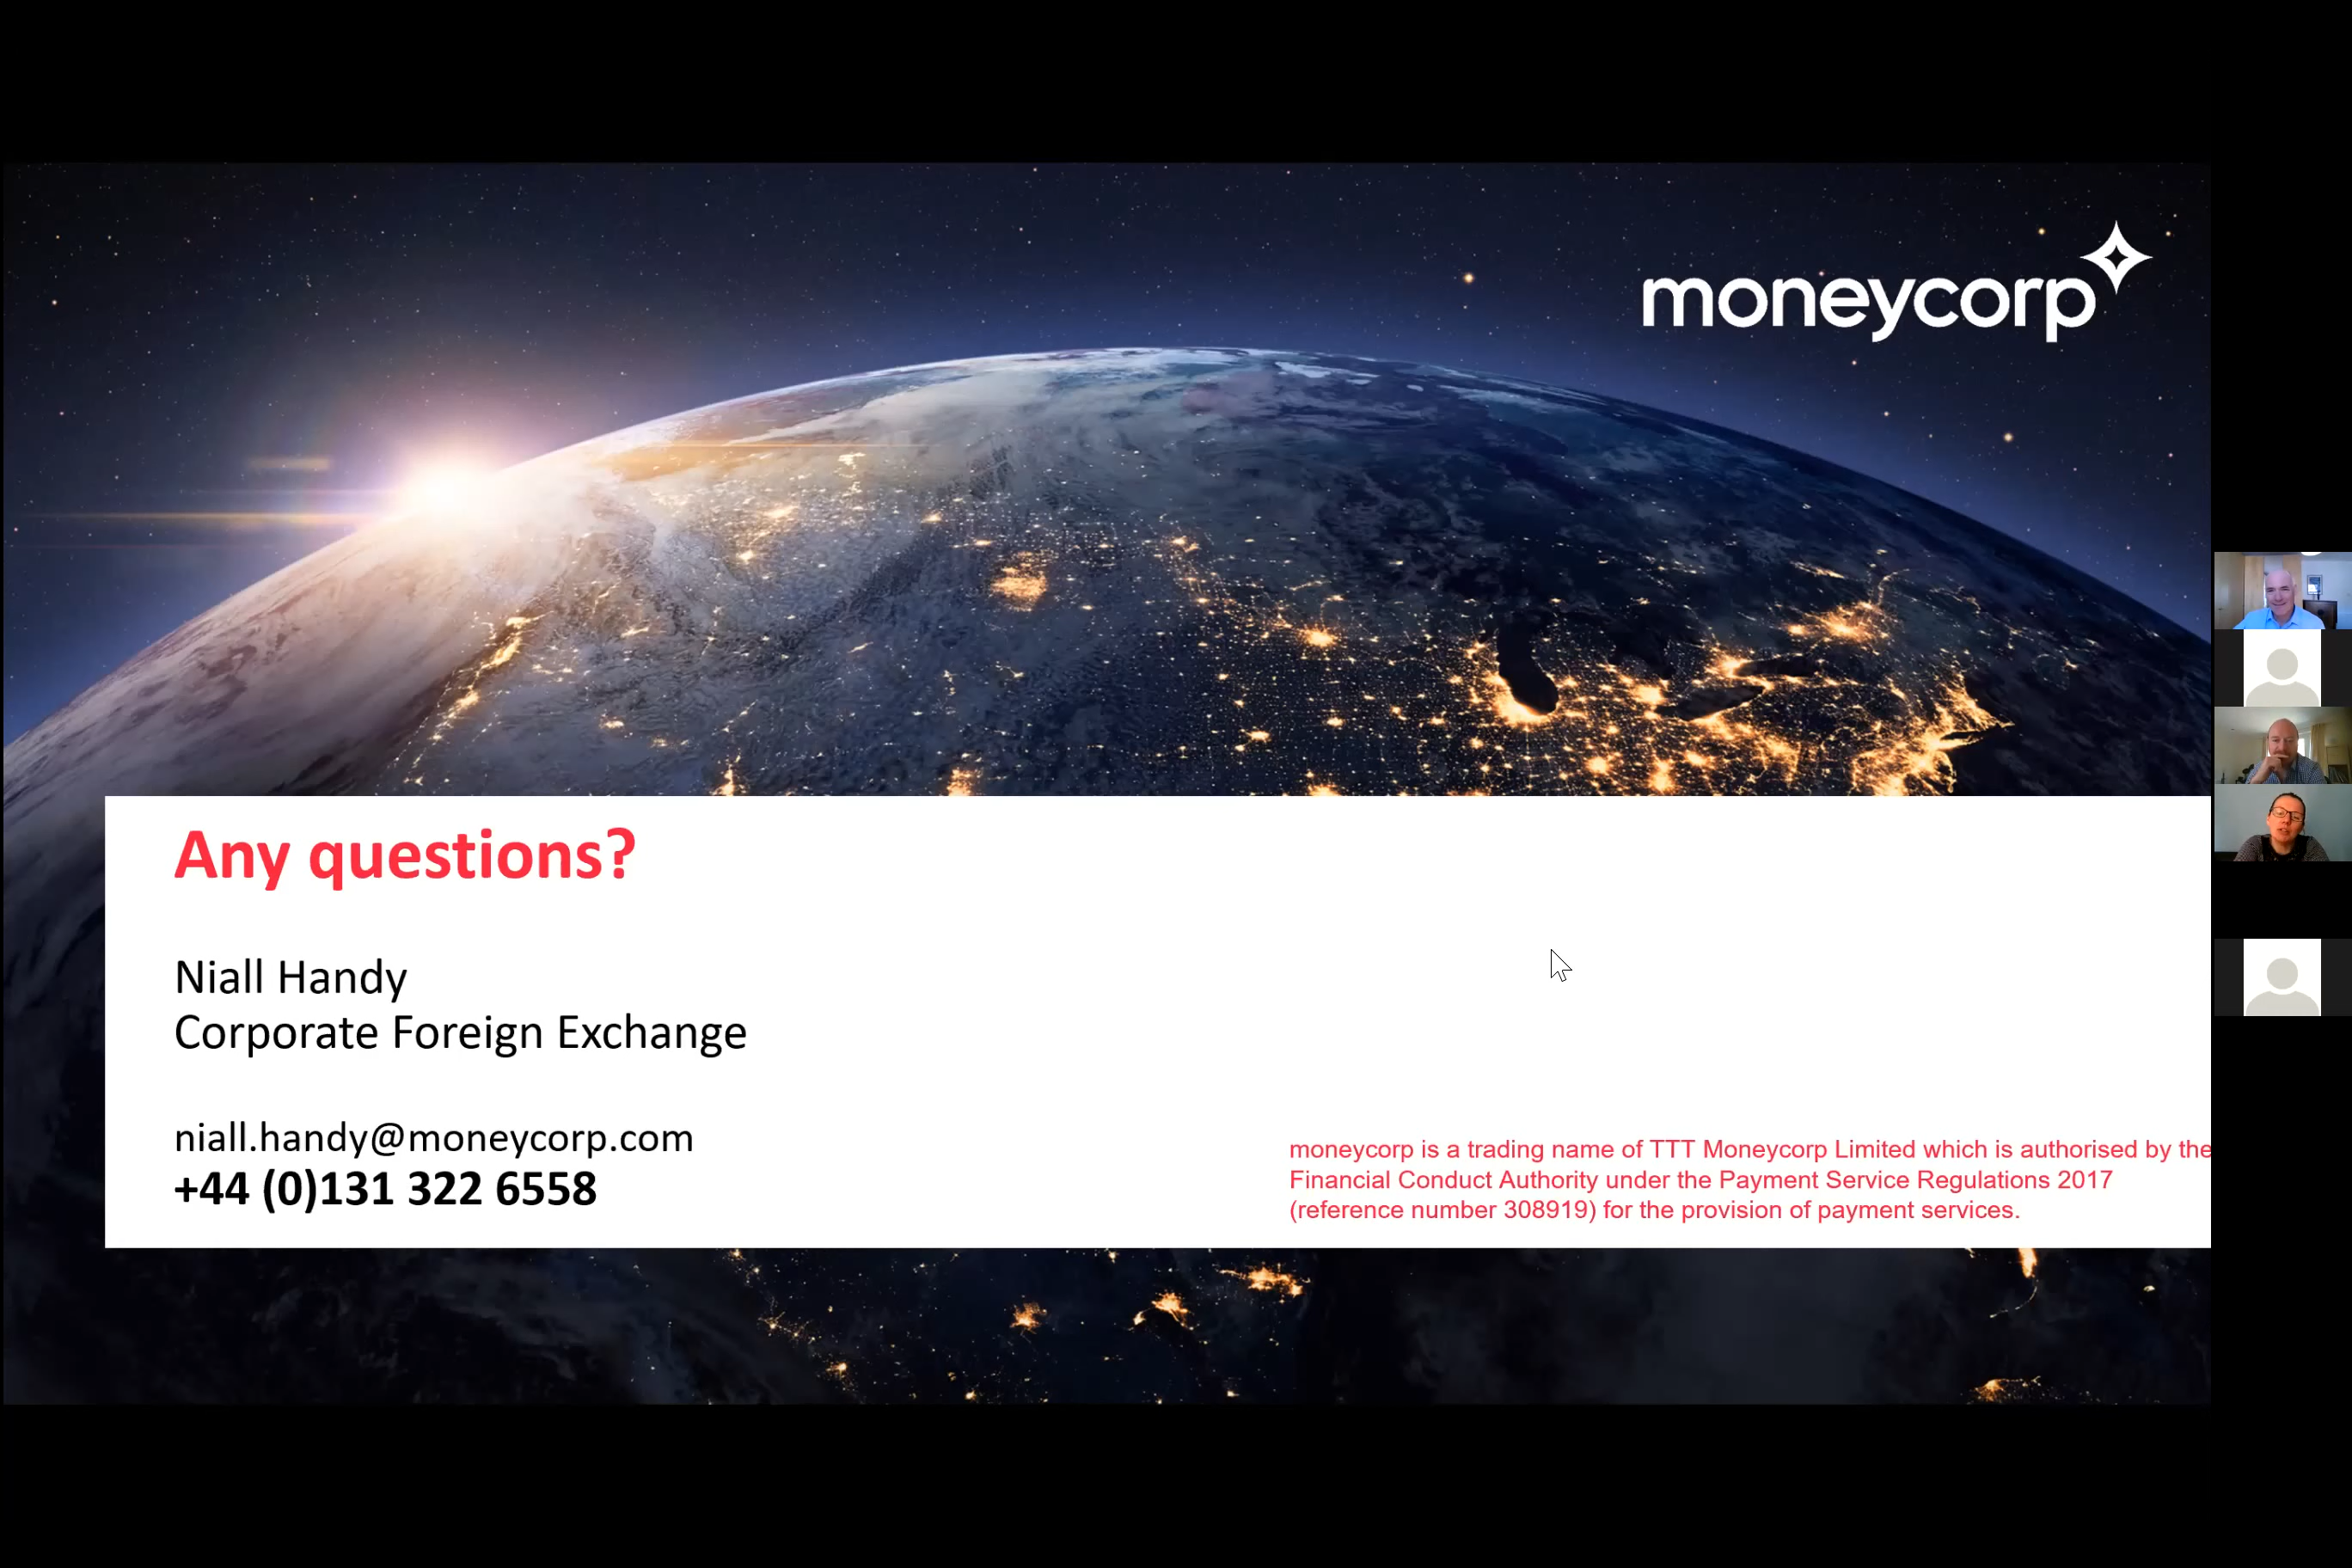 moneycorp
Any questions?
Niall Handy
Corporate Foreign Exchange
niall.handy@moneycorp.com
+44 (0)131 322 6558
moneycorp is a trading name of TTT Moneycorp Limited which is authorised by the
Financial Conduct Authority under the Payment Service Regulations 2017
(reference number 308919) for the provision of payment services.